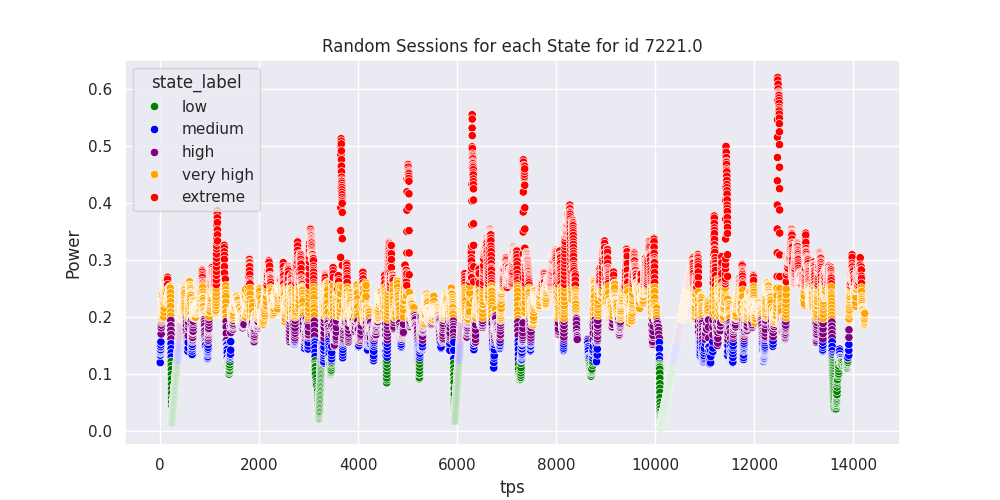 Random Sessions for each State for id 7221.0
state_label
low
medium
high
very high
extreme
Power
0.6
0.5
0.4
0.3
0.2
0.1
0.0
0 2000 4000 6000 8000 10000 12000 14000
tps